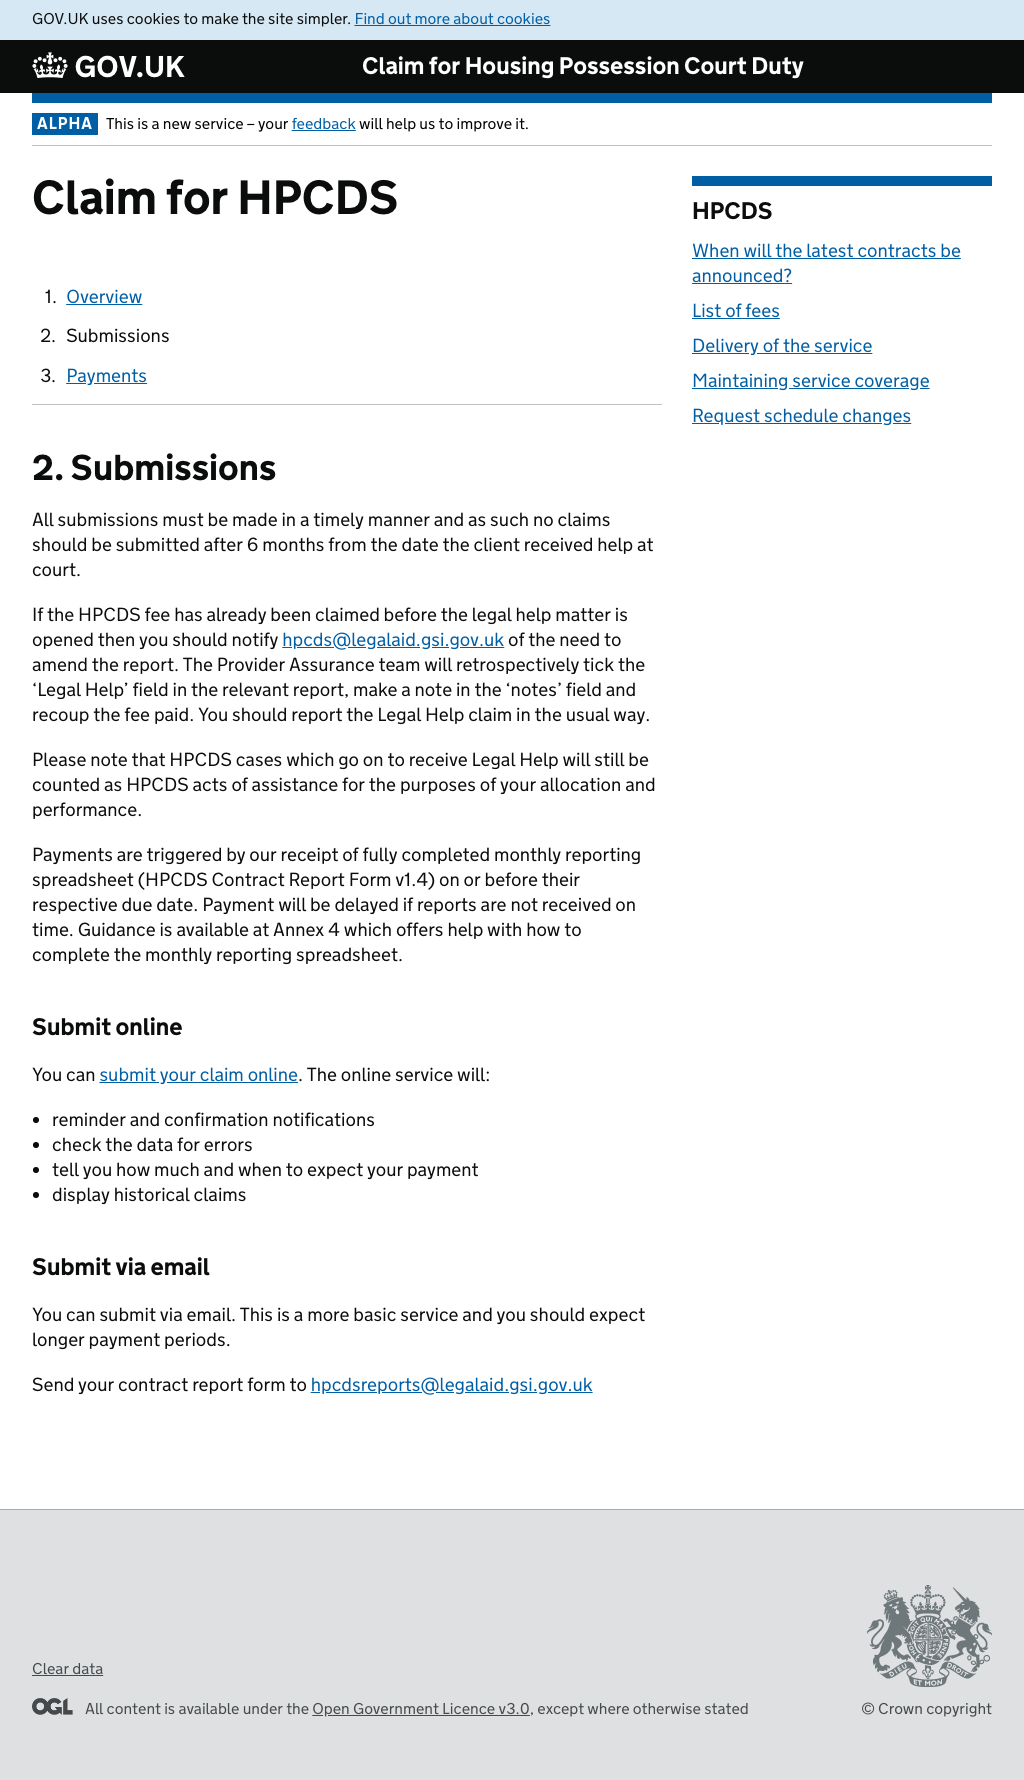 GOV.UK uses cookies to make the site simpler. Find out more about cookies
GOV.UK
Claim for Housing Possession Court Duty
ALPHA This is a new service – your feedback will help us to improve it.
Claim for HPCDS
1. Overview
2. Submissions
3. Payments
HPCDS
When will the latest contracts be
announced?
List of fees
Delivery of the service
Maintaining service coverage
Request schedule changes
2. Submissions
All submissions must be made in a timely manner and as such no claims
should be submitted after 6 months from the date the client received help at
court.
If the HPCDS fee has already been claimed before the legal help matter is
opened then you should notify hpcds@legalaid.gsi.gov.uk of the need to
amend the report. The Provider Assurance team will retrospectively tick the
‘Legal Help’ field in the relevant report, make a note in the ‘notes’ field and
recoup the fee paid. You should report the Legal Help claim in the usual way.
Please note that HPCDS cases which go on to receive Legal Help will still be
counted as HPCDS acts of assistance for the purposes of your allocation and
performance.
Payments are triggered by our receipt of fully completed monthly reporting
spreadsheet (HPCDS Contract Report Form v1.4) on or before their
respective due date. Payment will be delayed if reports are not received on
time. Guidance is available at Annex 4 which offers help with how to
complete the monthly reporting spreadsheet.
Submit online
You can submit your claim online. The online service will:
• reminder and confirmation notifications
• check the data for errors
• tell you how much and when to expect your payment
• display historical claims
Submit via email
You can submit via email. This is a more basic service and you should expect
longer payment periods.
Send your contract report form to hpcdsreports@legalaid.gsi.gov.uk
Clear data
OGL All content is available under the Open Government Licence v3.0, except where otherwise stated
DIEU ET MON DROIT
© Crown copyright